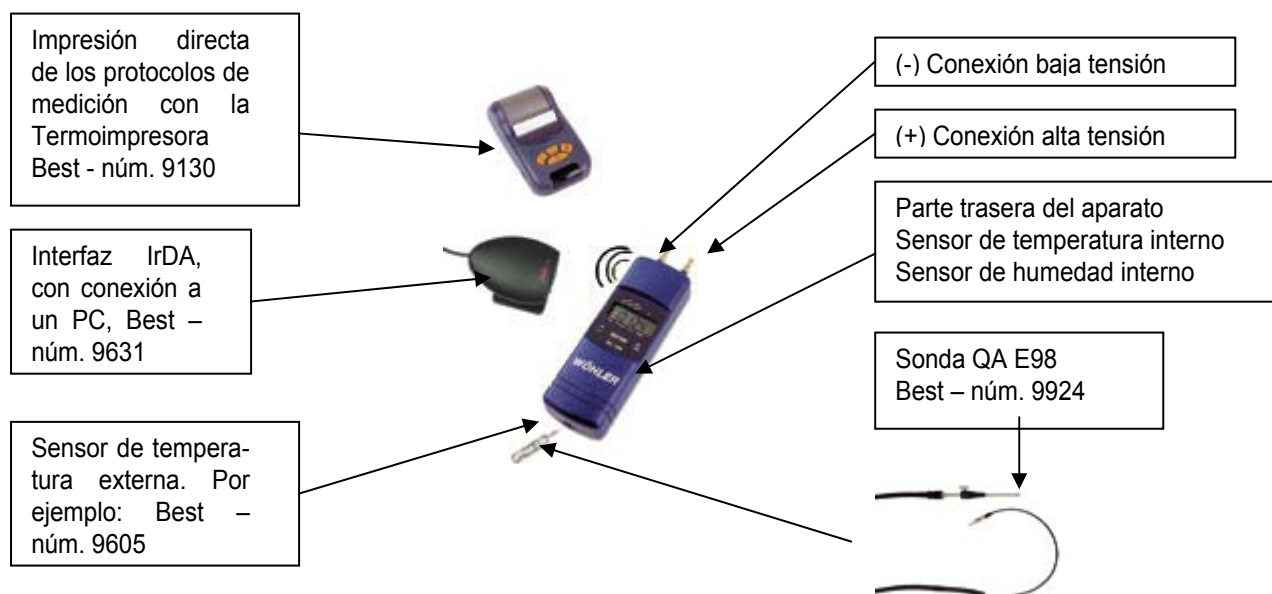 Impresión directa
de los protocolos de
medición con la
Termoimpresora
Best - núm. 9130
Interfaz IrDA,
con conexión a
un PC, Best –
núm. 9631
Sensor de tempera-
tura externa. Por
ejemplo: Best –
núm. 9605
(-) Conexión baja tensión
(+) Conexión alta tensión
Parte trasera del aparato
Sensor de temperatura interno
Sensor de humedad interno
Sonda QA E98
Best – núm. 9924
WÖHLER